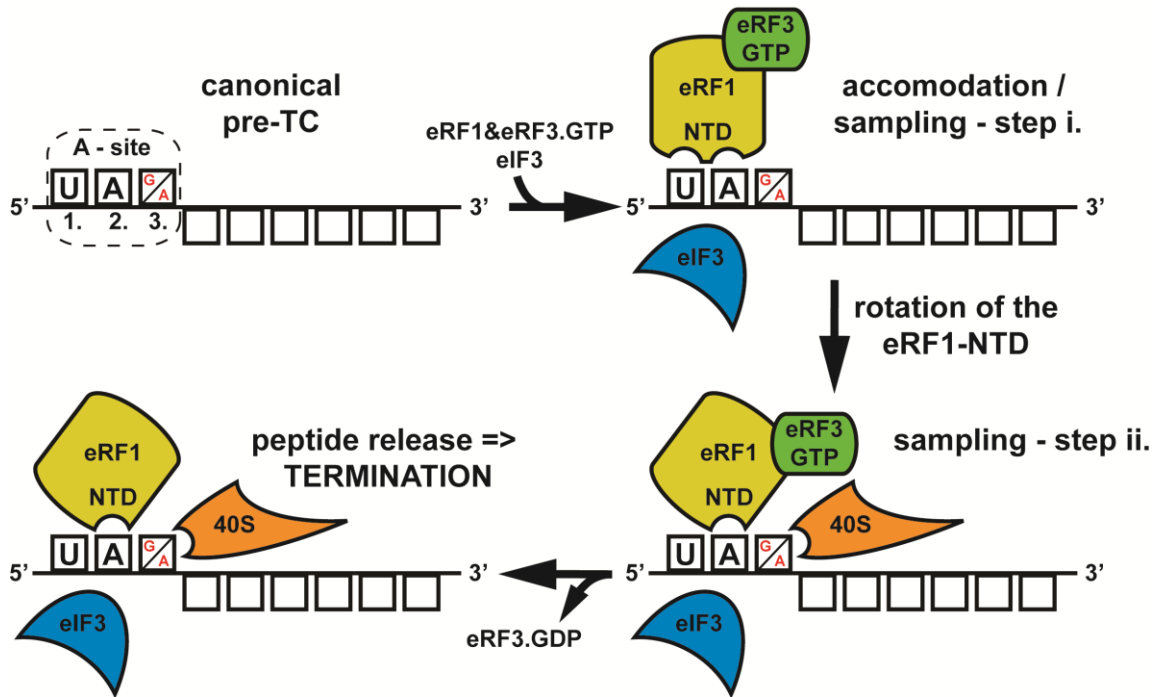 canonical
pre-TC
A - site
U A G/A
1. 2. 3.
5' 3'
eRF1&eRF3.GTP
eIF3
eRF3
GTP
eRF1
NTD
accomodation /
sampling - step i.
U A G/A
5' 3'
eIF3
rotation of the
eRF1-NTD
eRF1
NTD
eRF3
GTP
sampling - step ii.
40S
U A G/A
5' 3'
eIF3
eRF3.GDP
peptide release =>
TERMINATION
eRF1
NTD
40S
U A G/A
5' 3'
eIF3